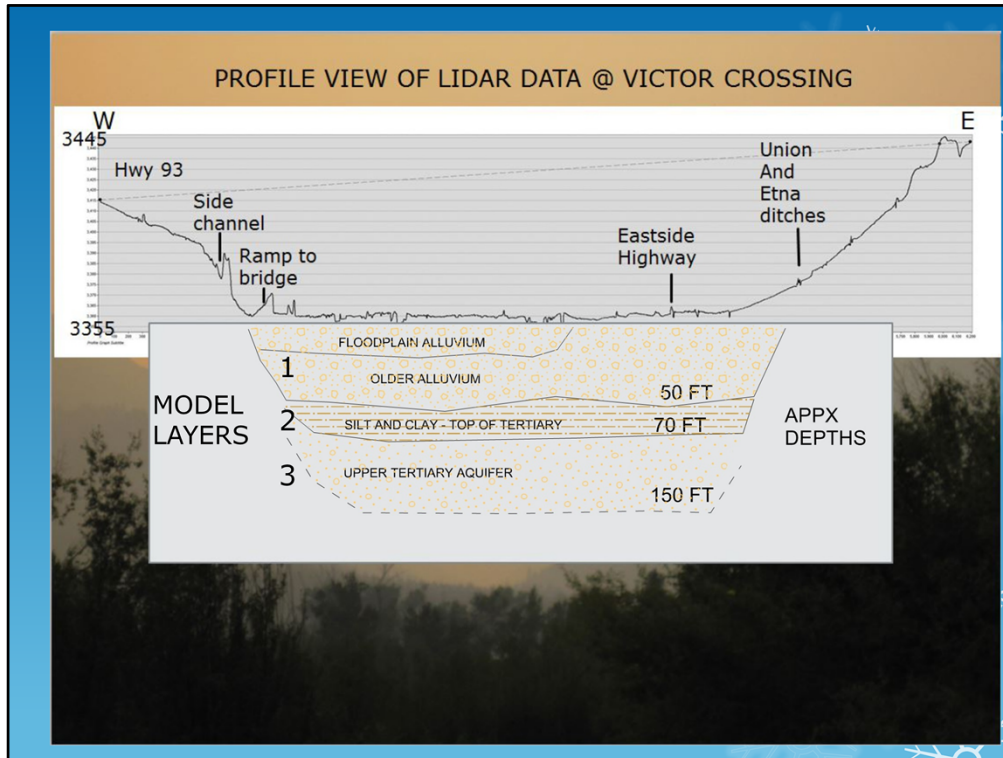 PROFILE VIEW OF LIDAR DATA @ VICTOR CROSSING
W
E
3445
Hwy 93
Side
channel
Ramp to
bridge
Eastside
Highway
Union
And
Etna
ditches
3355
FLOODPLAIN ALLUVIUM
1
OLDER ALLUVIUM
50 FT
MODEL
LAYERS
2
SILT AND CLAY - TOP OF TERTIARY
70 FT
APPX
DEPTHS
3
UPPER TERTIARY AQUIFER
150 FT